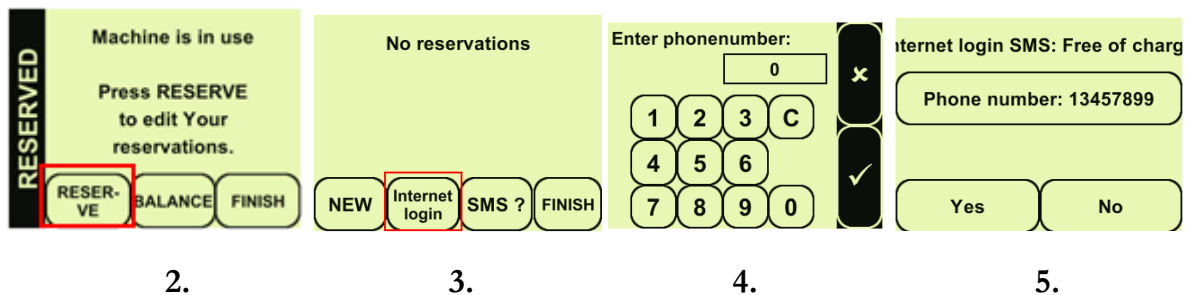 RESERVED
Machine is in use
Press RESERVE
to edit Your
reservations.
RESER-
VE
BALANCE
FINISH
2.
No reservations
NEW
Internet
login
SMS ?
FINISH
3.
Enter phonenumber:
0
x
1 2 3 C
4 5 6
✓
7 8 9 0
4.
nternet login SMS: Free of charg
Phone number: 13457899
Yes
No
5.